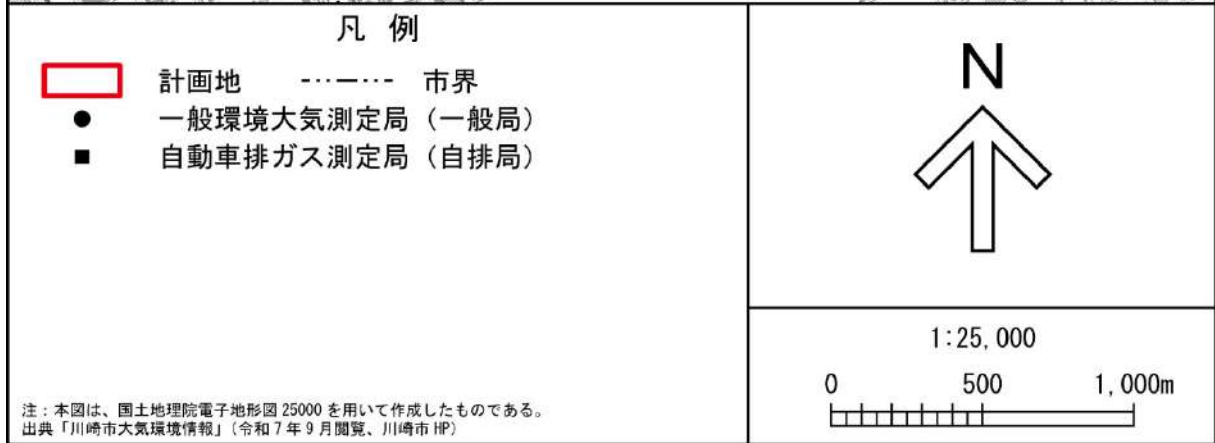 凡 例
計画地 市界
一般環境大気測定局（一般局）
自動車排ガス測定局（自排局）
注：本図は、国土地理院電子地形図25000を用いて作成したものである。
出典「川崎市大気環境情報」（令和7年9月閲覧、川崎市HP）
N
1:25,000
0 500 1,000m